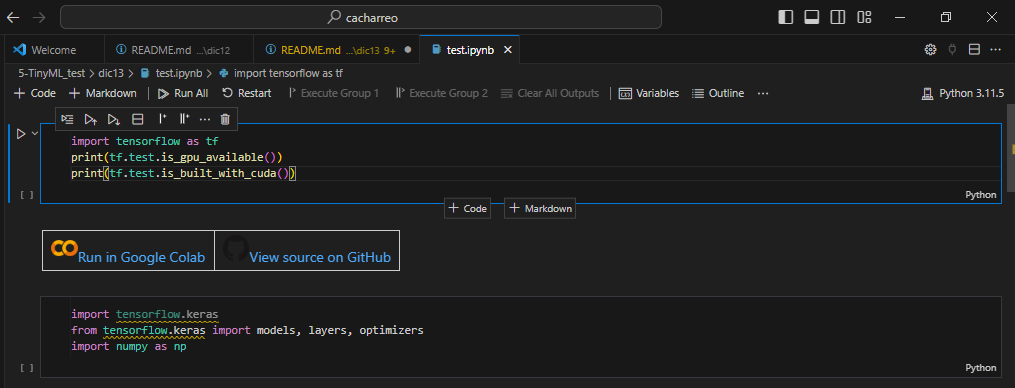 cacharreo
Welcome
README.md ...\dic12
README.md ...\dic13 9+
test.ipynb
5-TinyML_test > dic13 > test.ipynb > import tensorflow as tf
+ Code + Markdown Run All Restart Execute Group 1 Execute Group 2 Clear All Outputs Variables Outline ... Python 3.11.5
import tensorflow as tf
print(tf.test.is_gpu_available())
print(tf.test.is_built_with_cuda())
[ ] Python
+ Code + Markdown
Run in Google Colab View source on GitHub
import tensorflow.keras
from tensorflow.keras import models, layers, optimizers
import numpy as np
[ ] Python